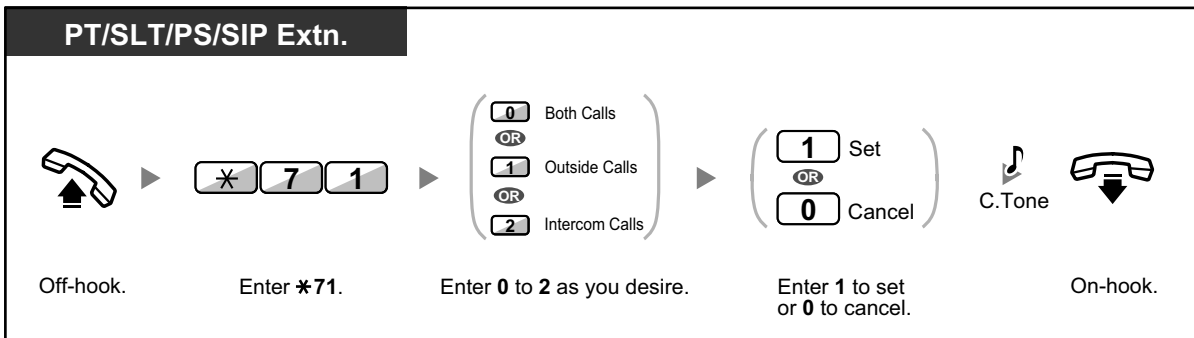 PT/SLT/PS/SIP Extn.
0 Both Calls
OR
1 Outside Calls
OR
2 Intercom Calls
* 7 1
1 Set
OR
0 Cancel
C.Tone
Off-hook.
Enter *71.
Enter 0 to 2 as you desire.
Enter 1 to set
or 0 to cancel.
On-hook.